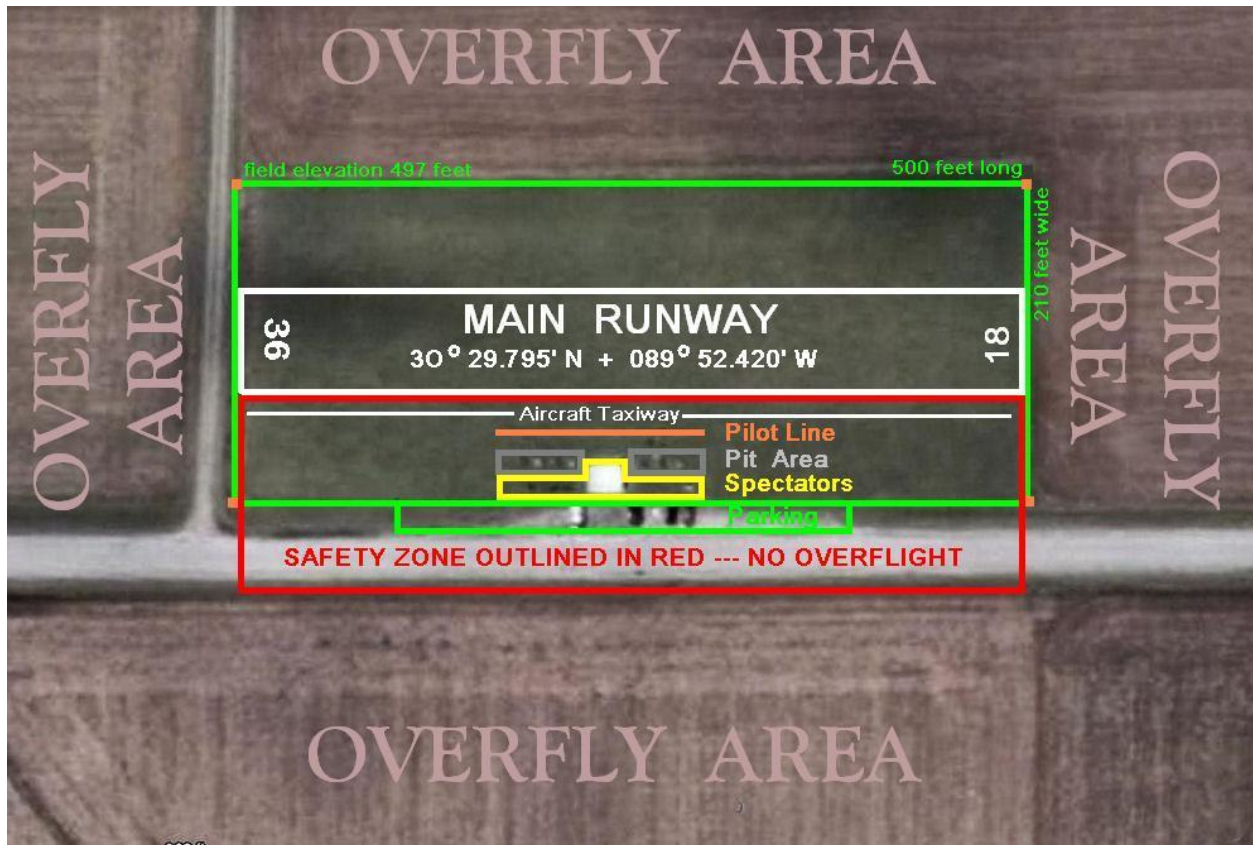 OVERFLY AREA
field elevation 497 feet
500 feet long
210 feet wide
OVERFLY
AREA
OVERFLY
AREA
MAIN RUNWAY
30° 29.795' N + 089° 52.420' W
36
18
Aircraft Taxiway
Pilot Line
Pit Area
Spectators
Parking
SAFETY ZONE OUTLINED IN RED --- NO OVERFLIGHT
OVERFLY AREA